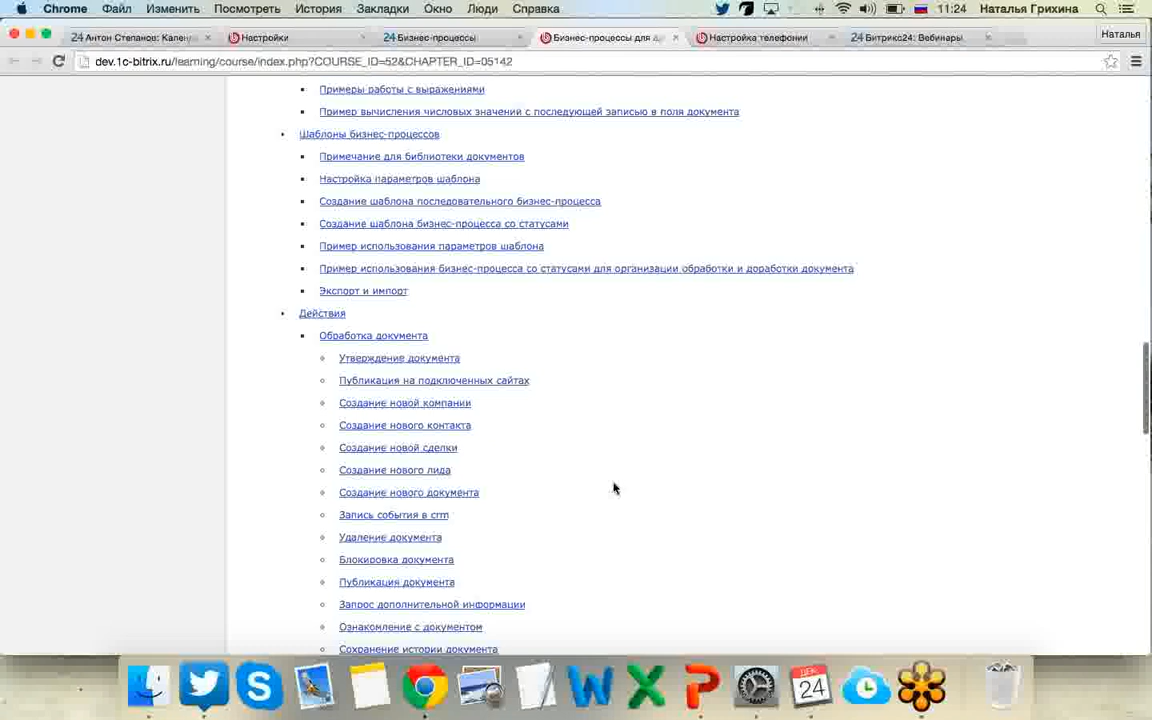 Chrome Файл Изменить Посмотреть История Закладки Окно Люди Справка 11:24 Наталья Грихина
24 Антон Степанов: Кален Настройки 24 Бизнес-процессы Бизнес-процессы для д Настройка телефонии 24 Битрикс24: Вебинары Наталья
dev.1c-bitrix.ru/learning/course/index.php?COURSE_ID=52&CHAPTER_ID=05142
Примеры работы с выражениями
Пример вычисления числовых значений с последующей записью в поля документа
Шаблоны бизнес-процессов
Примечание для библиотеки документов
Настройка параметров шаблона
Создание шаблона последовательного бизнес-процесса
Создание шаблона бизнес-процесса со статусами
Пример использования параметров шаблона
Пример использования бизнес-процесса со статусами для организации обработки и доработки документа
Экспорт и импорт
Действия
Обработка документа
Утверждение документа
Публикация на подключенных сайтах
Создание новой компании
Создание нового контакта
Создание новой сделки
Создание нового лида
Создание нового документа
Запись события в crm
Удаление документа
Блокировка документа
Публикация документа
Запрос дополнительной информации
Ознакомление с документом
Сохранение истории документа
ДЕК
24